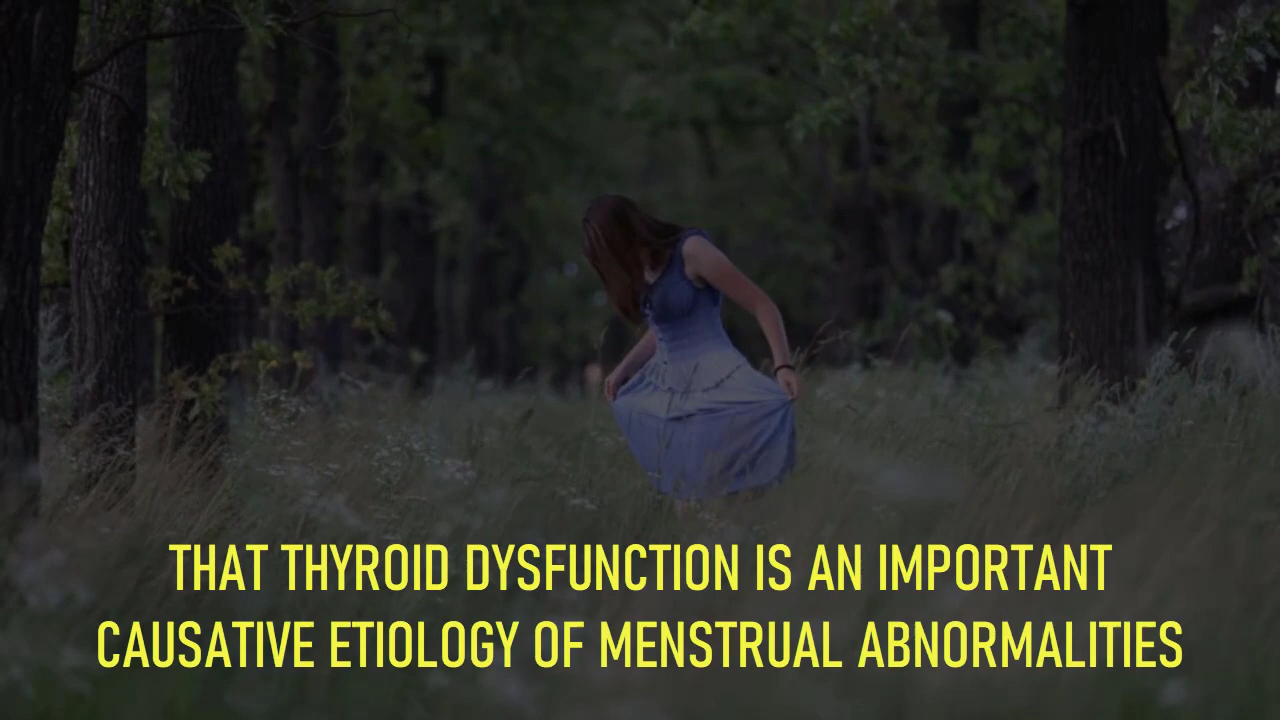 THAT THYROID DYSFUNCTION IS AN IMPORTANT
CAUSATIVE ETIOLOGY OF MENSTRUAL ABNORMALITIES